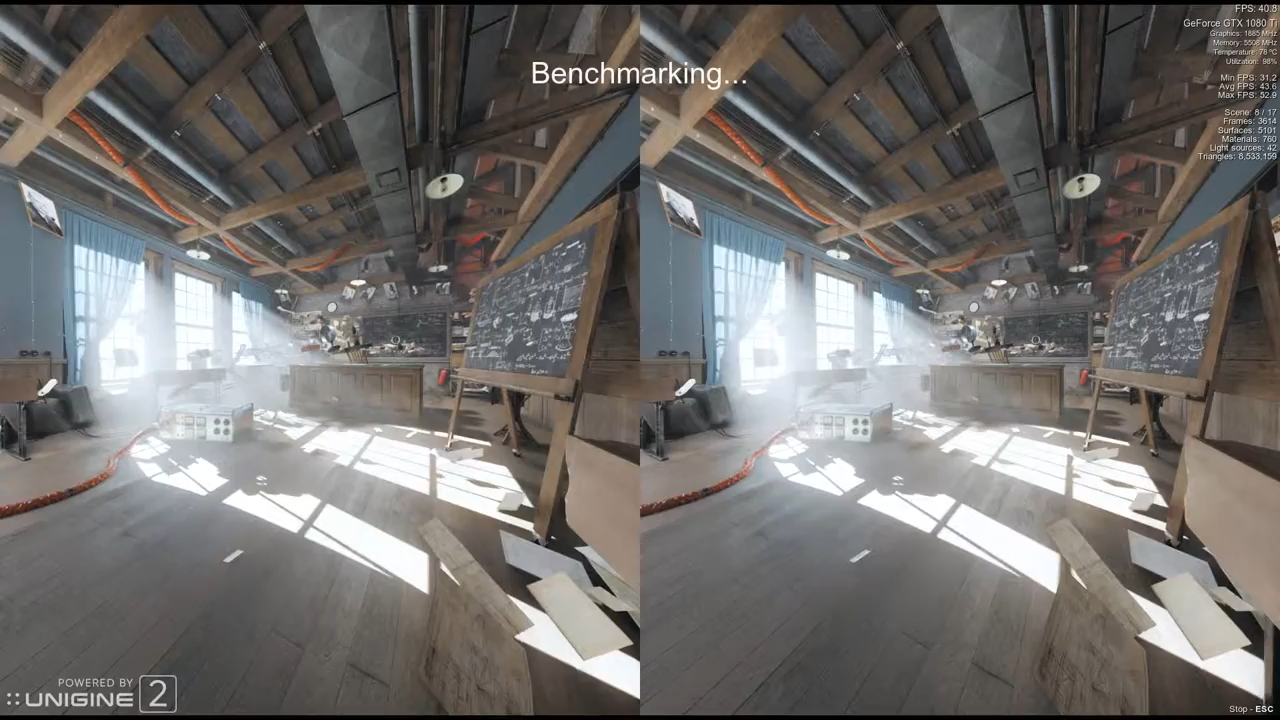 FPS: 40.8
GeForce GTX 1080 Ti
Graphics: 1885 MHz
Memory: 5508 MHz
Temperature: 78 °C
Utilization: 98%
Benchmarking...
Min FPS: 31.2
Avg FPS: 43.6
Max FPS: 52.9
Scene: 8 / 17
Frames: 3614
Surfaces: 5101
Materials: 760
Light sources: 42
Triangles: 8,533,159
POWERED BY
UNIGINE 2
Stop - ESC